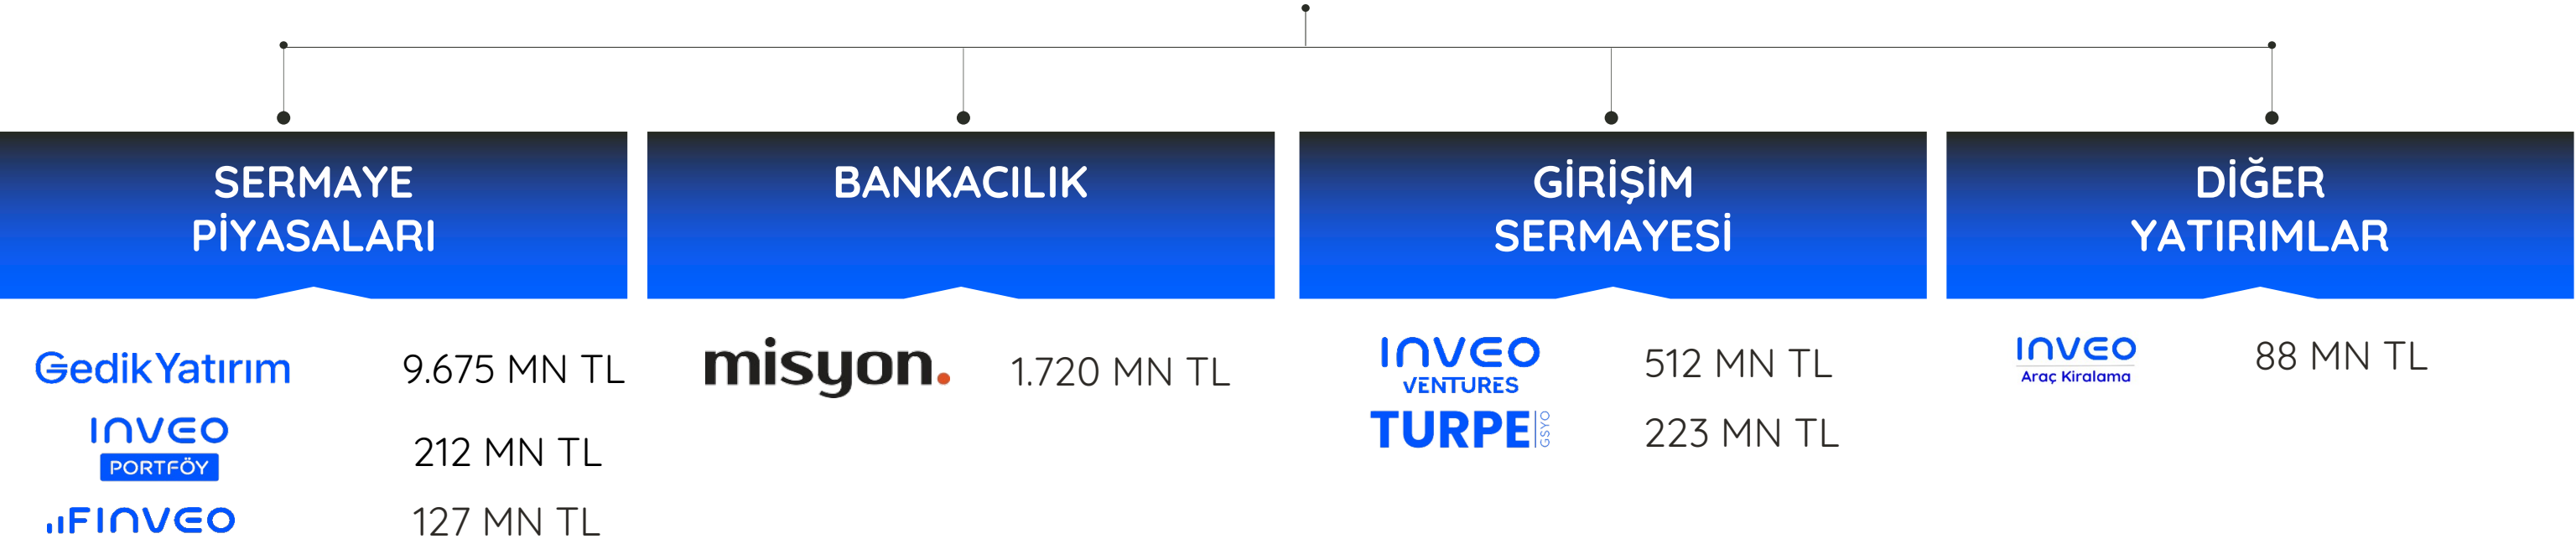 SERMAYE
PİYASALARI
GedikYatırım 9.675 MN TL
INVEO
PORTFÖY
212 MN TL
FINVEO 127 MN TL
BANKACILIK
misyon. 1.720 MN TL
GİRİŞİM
SERMAYESİ
INVEO
VENTURES
512 MN TL
TURPE GSYO 223 MN TL
DİĞER
YATIRIMLAR
INVEO
Araç Kiralama
88 MN TL